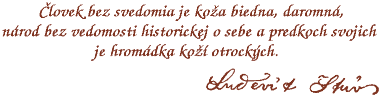 Človek bez svedomia je koža biedna, daromná,
národ bez vedomosti historickej o sebe a predkoch svojich
je hromádka koží otrockých.
Ľudevít Štúr